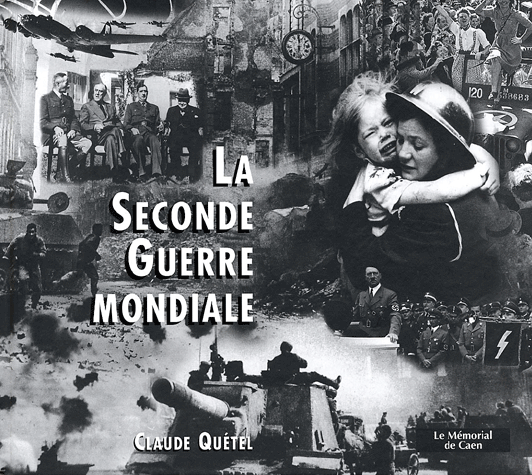 LA
SECONDE
GUERRE
MONDIALE
CLAUDE QUÉTEL
Le Mémorial
de Caen